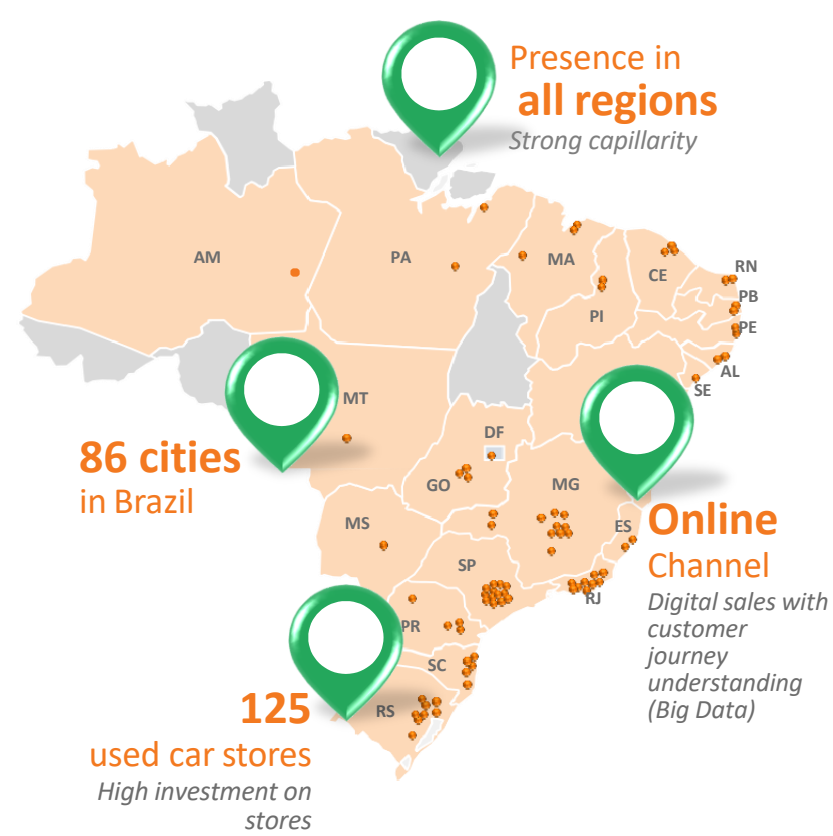 Presence in
all regions
Strong capillarity
AM
PA
MA
CE
RN
PB
PI
PE
AL
SE
MT
DF
86 cities
in Brazil
GO
MG
MS
ES
Online
Channel
Digital sales with
customer
journey
understanding
(Big Data)
SP
RJ
PR
SC
RS
125
used car stores
High investment on
stores